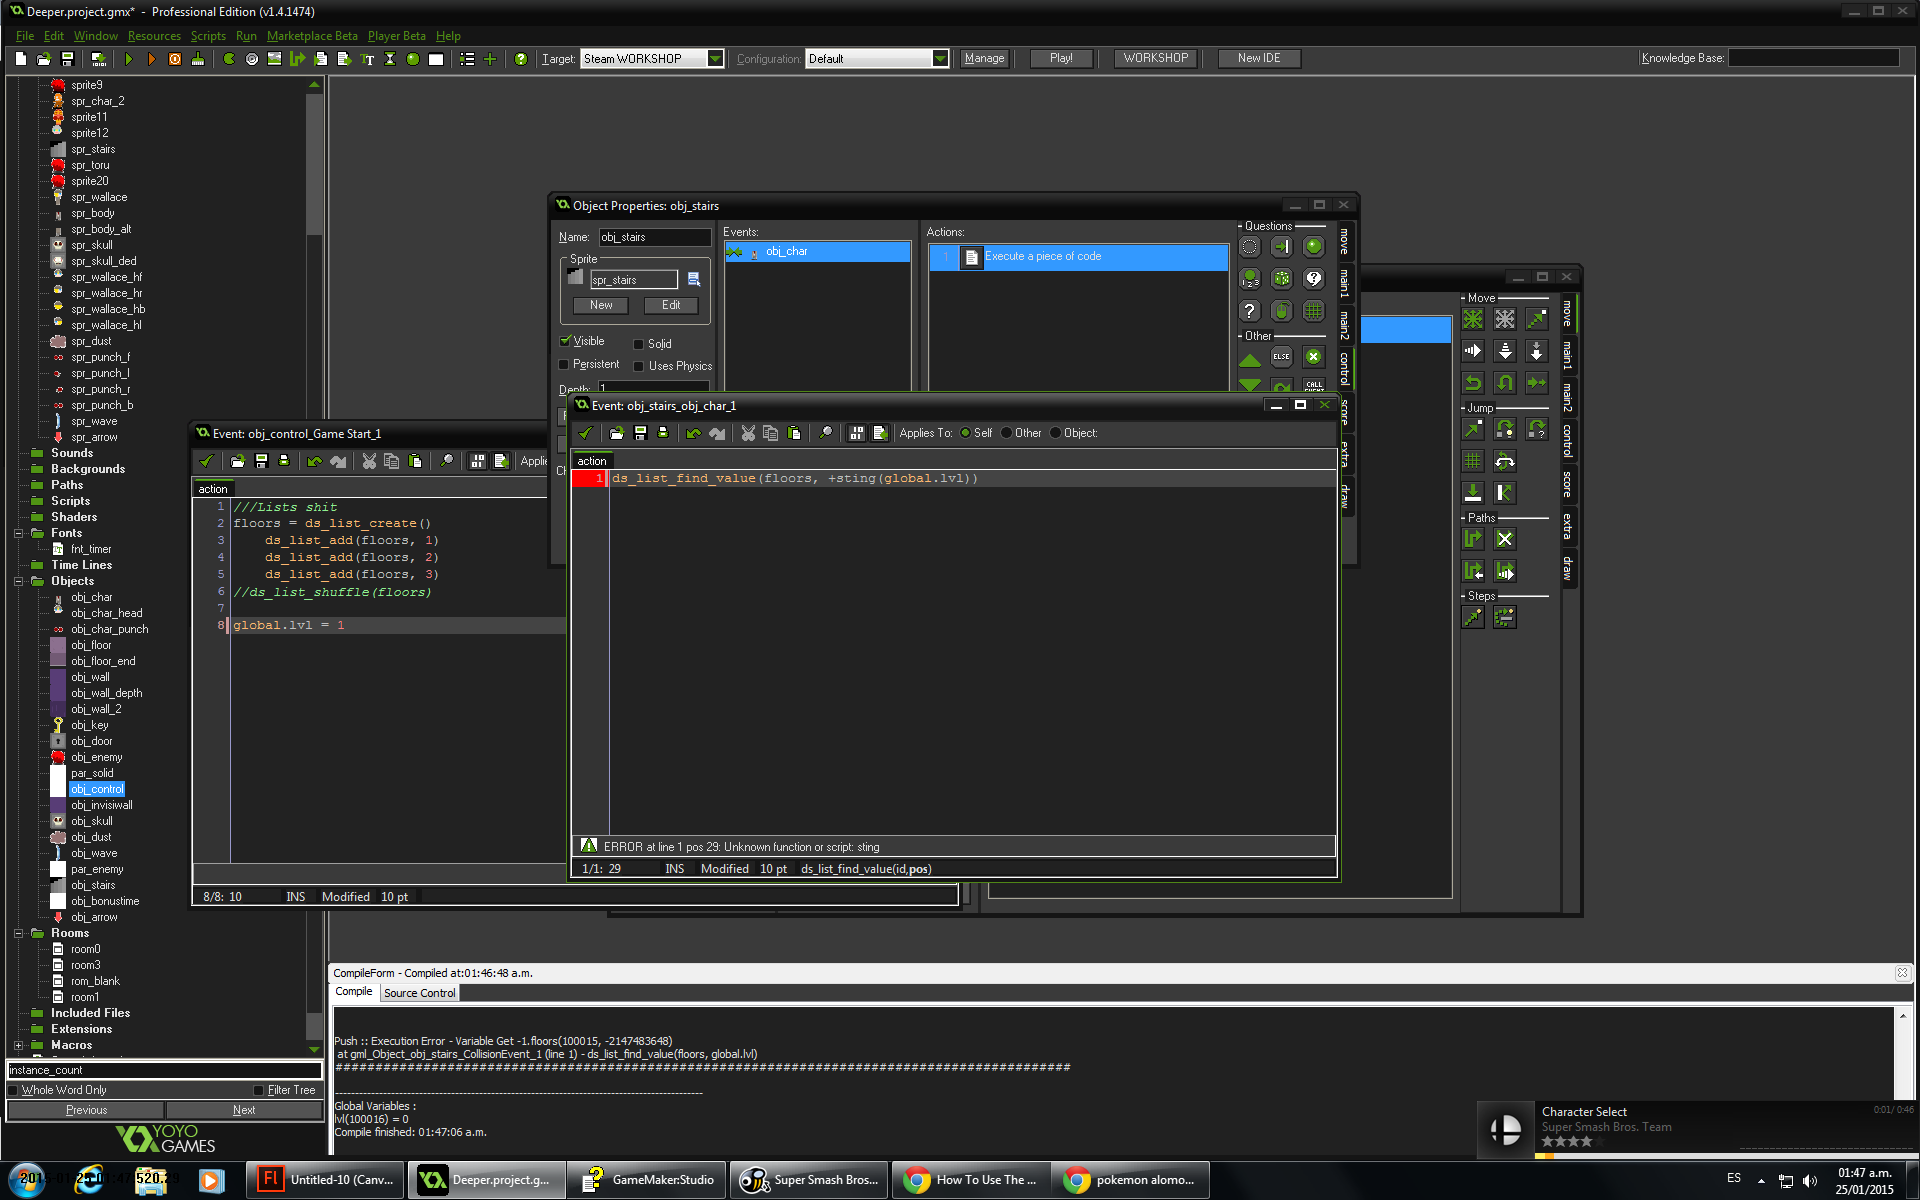 Deeper.project.gmx* - Professional Edition (v1.4.1474)
File Edit Window Resources Scripts Run Marketplace Beta Player Beta Help
Target: Steam WORKSHOP Configuration: Default Manage Play! WORKSHOP New IDE Knowledge Base:
sprite9
spr_char_2
sprite11
sprite12
spr_stairs
spr_toru
sprite20
spr_wallace
spr_body
spr_body_alt
spr_skull
spr_skull_ded
spr_wallace_hf
spr_wallace_hr
spr_wallace_hb
spr_wallace_hl
spr_dust
spr_punch_f
spr_punch_l
spr_punch_r
spr_punch_b
spr_wave
spr_arrow
Sounds
Backgrounds
Paths
Scripts
Shaders
Fonts
fnt_timer
Time Lines
Objects
obj_char
obj_char_head
obj_char_punch
obj_floor
obj_floor_end
obj_wall
obj_wall_depth
obj_wall_2
obj_key
obj_door
obj_enemy
par_solid
obj_control
obj_invisiwall
obj_skull
obj_dust
obj_wave
par_enemy
obj_stairs
obj_bonustime
obj_arrow
Rooms
room0
room3
rom_blank
room1
Included Files
Extensions
Macros
instance_count
Whole Word Only Filter Tree
Previous Next
YOYO GAMES
Object Properties: obj_stairs
Name: obj_stairs
Sprite
spr_stairs
New Edit
Visible Solid
Persistent Uses Physics
Depth: 1
Events:
obj_char
Actions:
1 Execute a piece of code
Questions
Other
ELSE
CALL EVENT
move
main1
main2
control
score
extra
draw
Move
Jump
Paths
Steps
move
main1
main2
control
score
extra
draw
Event: obj_control_Game Start_1
Applie
action
1 ///Lists shit
2 floors = ds_list_create()
3 ds_list_add(floors, 1)
4 ds_list_add(floors, 2)
5 ds_list_add(floors, 3)
6 //ds_list_shuffle(floors)
7
8 global.lvl = 1
8/8: 10 INS Modified 10 pt
Event: obj_stairs_obj_char_1
Applies To: Self Other Object:
action
1 ds_list_find_value(floors, +sting(global.lvl))
ERROR at line 1 pos 29: Unknown function or script: sting
1/1: 29 INS Modified 10 pt ds_list_find_value(id,pos)
CompileForm - Compiled at:01:46:48 a.m.
Compile Source Control
Push :: Execution Error - Variable Get -1.floors(100015, -2147483648)
at gml_Object_obj_stairs_CollisionEvent_1 (line 1) - ds_list_find_value(floors, global.lvl)
Global Variables :
lvl(100016) = 0
Compile finished: 01:47:06 a.m.
Character Select
Super Smash Bros. Team
0:01/ 0:46
Untitled-10 (Canv...
Deeper.project.g...
GameMaker:Studio
Super Smash Bros...
How To Use The ...
pokemon alomo...
ES
01:47 a.m.
25/01/2015